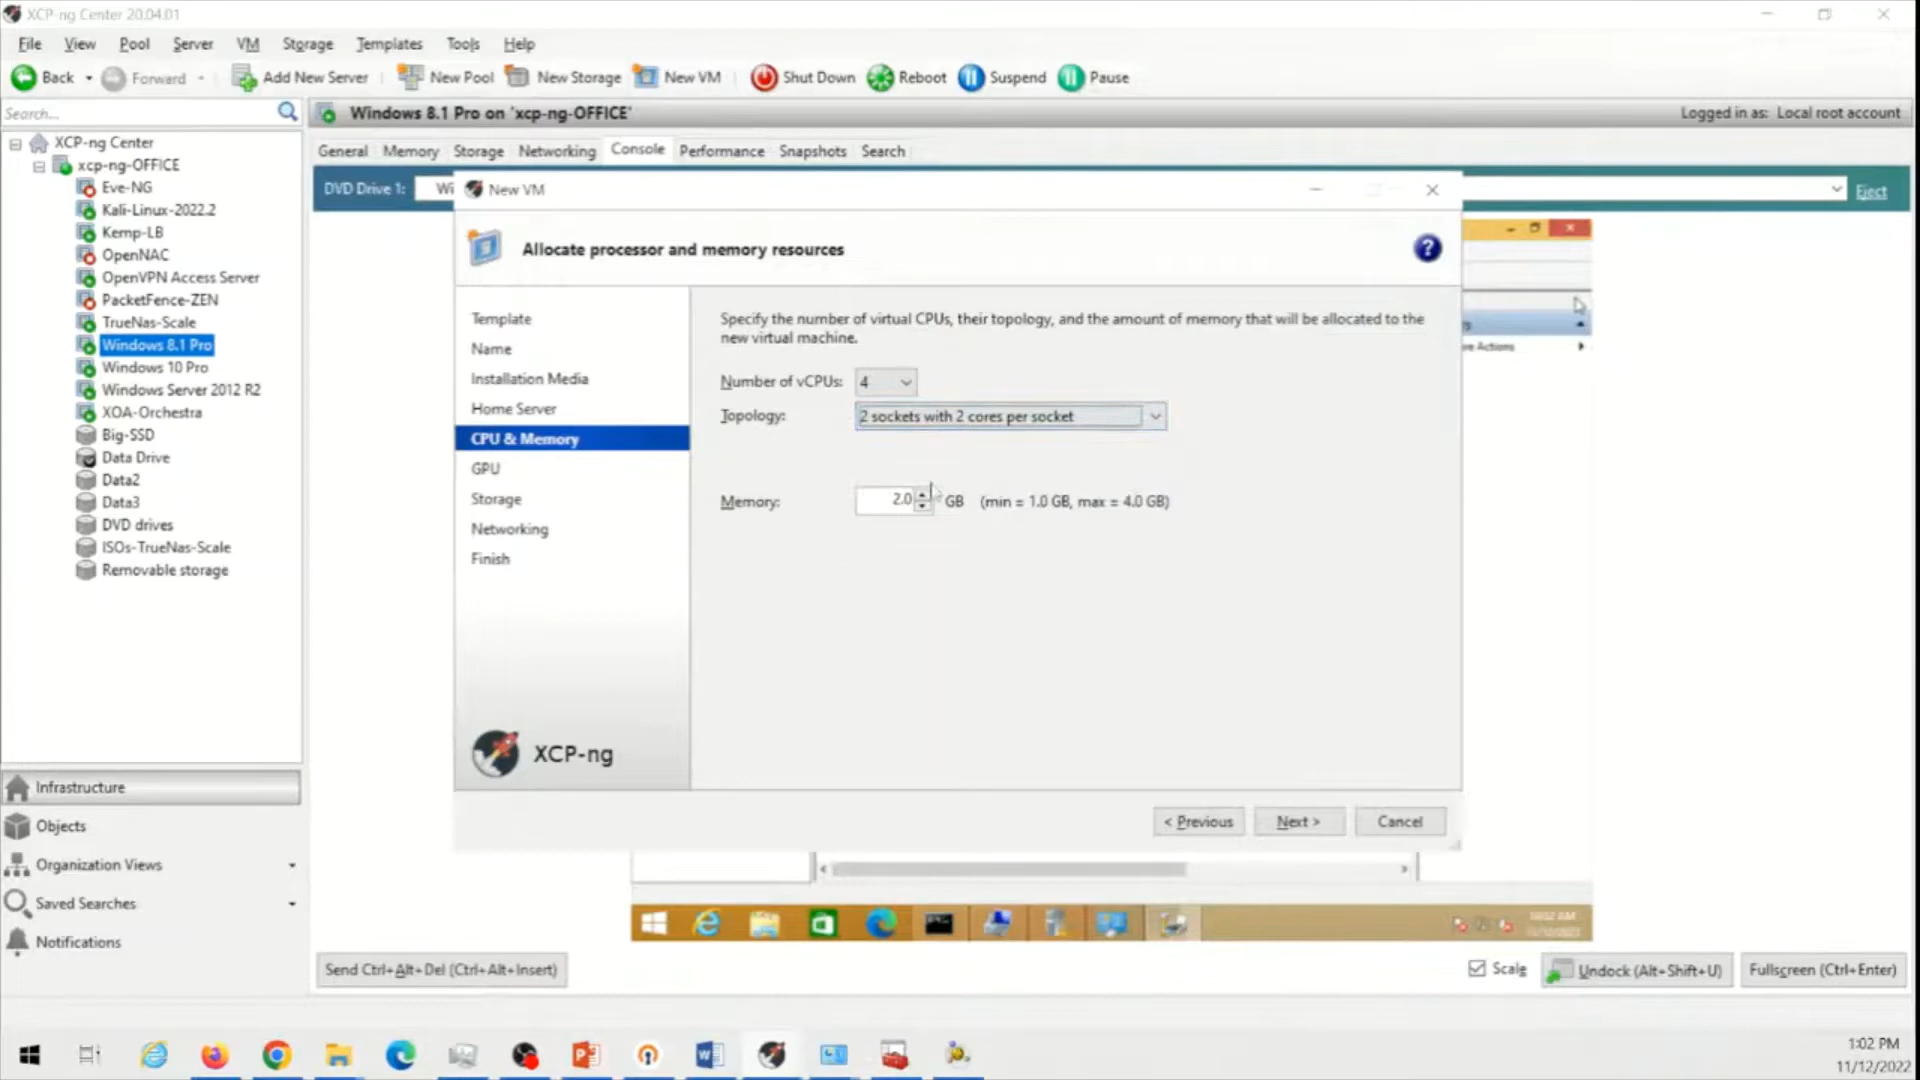 XCP-ng Center 20.04.01
File View Pool Server VM Storage Templates Tools Help
Back Forward Add New Server New Pool New Storage New VM Shut Down Reboot Suspend Pause
Search...
Windows 8.1 Pro on 'xcp-ng-OFFICE'
Logged in as: Local root account
XCP-ng Center
xcp-ng-OFFICE
Eve-NG
Kali-Linux-2022.2
Kemp-LB
OpenNAC
OpenVPN Access Server
PacketFence-ZEN
TrueNas-Scale
Windows 8.1 Pro
Windows 10 Pro
Windows Server 2012 R2
XOA-Orchestra
Big-SSD
Data Drive
Data2
Data3
DVD drives
ISOs-TrueNas-Scale
Removable storage
General Memory Storage Networking Console Performance Snapshots Search
DVD Drive 1: Wi
Eject
New VM
Allocate processor and memory resources
?
Template
Name
Installation Media
Home Server
CPU & Memory
GPU
Storage
Networking
Finish
XCP-ng
Specify the number of virtual CPUs, their topology, and the amount of memory that will be allocated to the
new virtual machine.
Number of vCPUs: 4
Topology: 2 sockets with 2 cores per socket
Memory: 2.0 GB (min = 1.0 GB, max = 4.0 GB)
< Previous Next > Cancel
re Actions
Infrastructure
Objects
Organization Views
Saved Searches
Notifications
10:02 AM
11/12/2022
Send Ctrl+Alt+Del (Ctrl+Alt+Insert)
Scale
Undock (Alt+Shift+U)
Fullscreen (Ctrl+Enter)
1:02 PM
11/12/2022